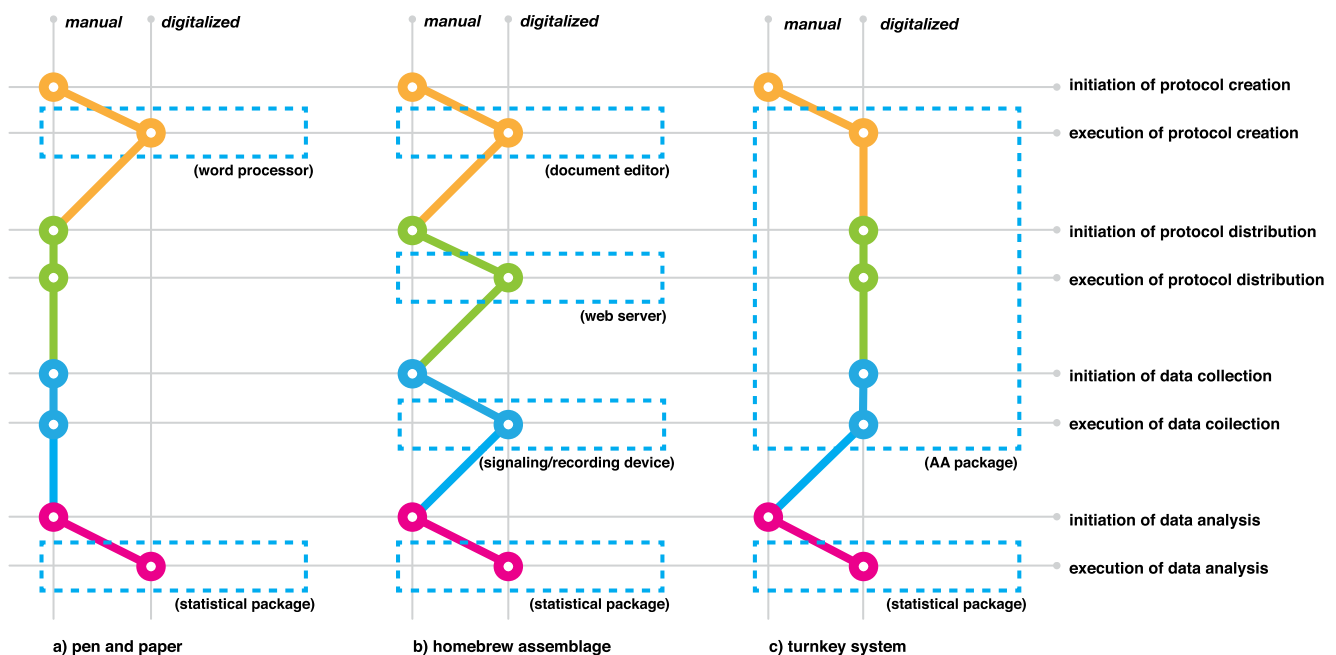 manual digitalized manual digitalized manual digitalized
initiation of protocol creation
execution of protocol creation
(word processor) (document editor)
initiation of protocol distribution
execution of protocol distribution
(web server)
initiation of data collection
execution of data coilection
(signaling/recording device) (AA package)
initiation of data analysis
execution of data analysis
(statistical package) (statistical package) (statistical package)
a) pen and paper b) homebrew assemblage c) turnkey system